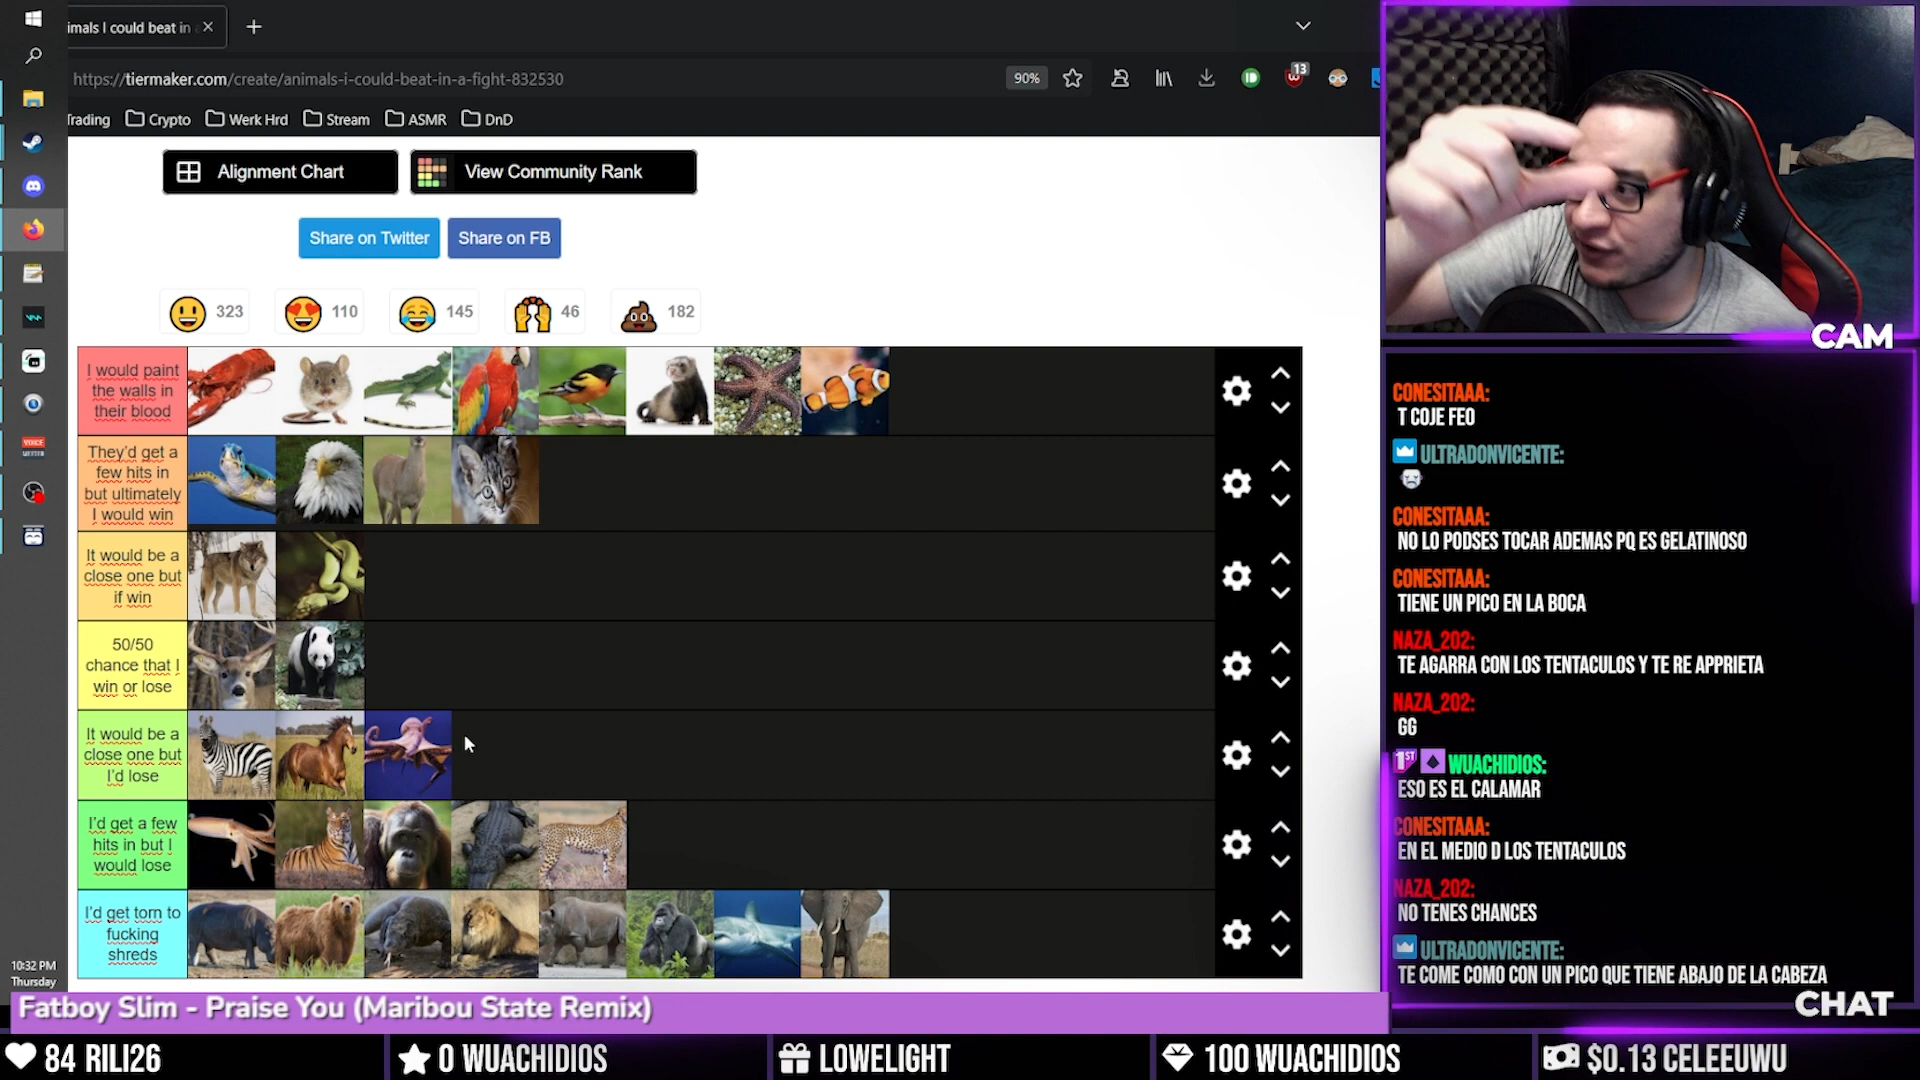 imals I could beat in
https://tiermaker.com/create/animals-i-could-beat-in-a-fight-832530
90%
13
Trading
Crypto
Werk Hrd
Stream
ASMR
DnD
Alignment Chart
View Community Rank
Share on Twitter
Share on FB
323
110
145
46
182
I would paint
the walls in
their blood
They'd get a
few hits in
but ultimately
I would win
It would be a
close one but
if win
50/50
chance that I
win or lose
It would be a
close one but
I'd lose
I'd get a few
hits in but I
would lose
I'd get torn to
fucking
shreds
10:32 PM
Thursday
CAM
CONESITAAA:
T COJE FEO
ULTRADONVICENTE:
CONESITAAA:
NO LO PODSES TOCAR ADEMAS PQ ES GELATINOSO
CONESITAAA:
TIENE UN PICO EN LA BOCA
NAZA_202:
TE AGARRA CON LOS TENTACULOS Y TE RE APPRIETA
NAZA_202:
GG
1ST WUACHIDIOS:
ESO ES EL CALAMAR
CONESITAAA:
EN EL MEDIO D LOS TENTACULOS
NAZA_202:
NO TENES CHANCES
ULTRADONVICENTE:
TE COME COMO CON UN PICO QUE TIENE ABAJO DE LA CABEZA
CHAT
Fatboy Slim - Praise You (Maribou State Remix)
84 RILI26
0 WUACHIDIOS
LOWELIGHT
100 WUACHIDIOS
$0.13 CELEEUWU